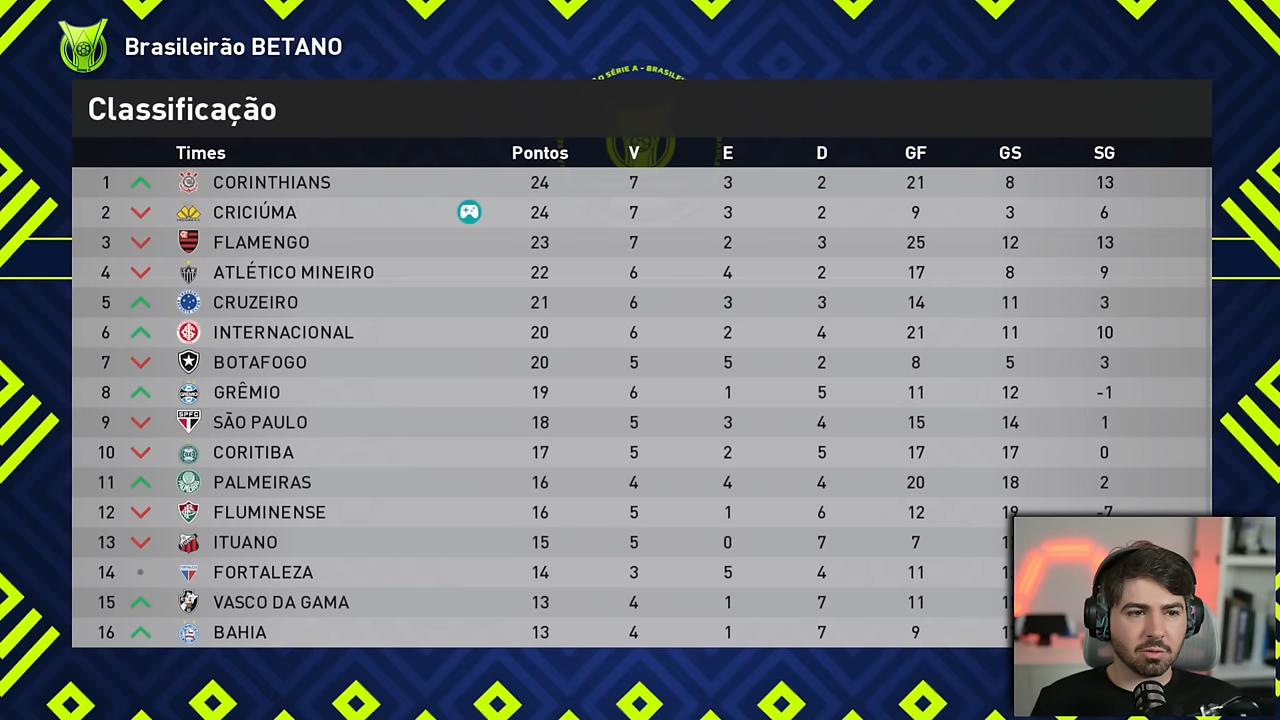 Brasileirão BETANO
O SÉRIE A - BRASILEI
Classificação
Times Pontos V E D GF GS SG
1 CORINTHIANS 24 7 3 2 21 8 13
2 CRICIÚMA 24 7 3 2 9 3 6
3 FLAMENGO 23 7 2 3 25 12 13
4 ATLÉTICO MINEIRO 22 6 4 2 17 8 9
5 CRUZEIRO 21 6 3 3 14 11 3
6 INTERNACIONAL 20 6 2 4 21 11 10
7 BOTAFOGO 20 5 5 2 8 5 3
8 GRÊMIO 19 6 1 5 11 12 -1
9 SPFC SÃO PAULO 18 5 3 4 15 14 1
10 CORITIBA 17 5 2 5 17 17 0
11 PALMEIRAS 16 4 4 4 20 18 2
12 FLUMINENSE 16 5 1 6 12 19 -7
13 ITUANO 15 5 0 7 7
14 FORTALEZA 14 3 5 4 11
15 VASCO DA GAMA 13 4 1 7 11
16 BAHIA 13 4 1 7 9